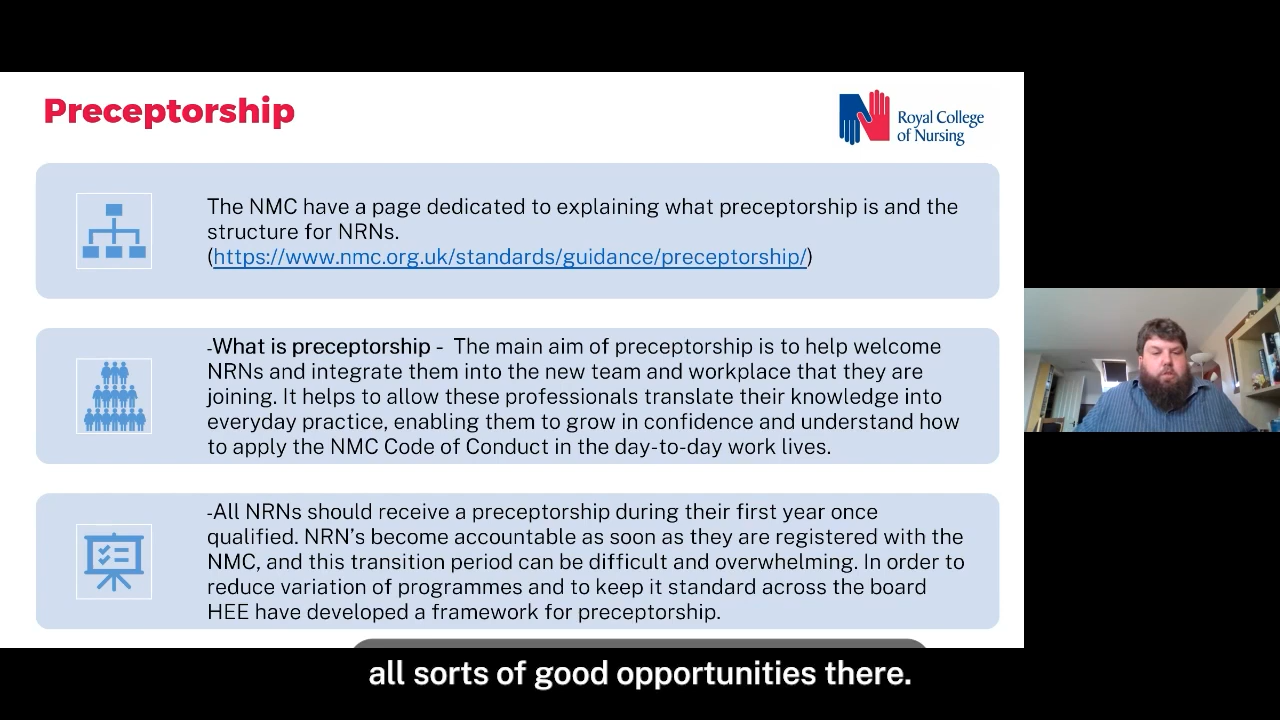 Preceptorship
Royal College
of Nursing
The NMC have a page dedicated to explaining what preceptorship is and the
structure for NRNs.
(https://www.nmc.org.uk/standards/guidance/preceptorship/)
-What is preceptorship -  The main aim of preceptorship is to help welcome
NRNs and integrate them into the new team and workplace that they are
joining. It helps to allow these professionals translate their knowledge into
everyday practice, enabling them to grow in confidence and understand how
to apply the NMC Code of Conduct in the day-to-day work lives.
-All NRNs should receive a preceptorship during their first year once
qualified. NRN’s become accountable as soon as they are registered with the
NMC, and this transition period can be difficult and overwhelming. In order to
reduce variation of programmes and to keep it standard across the board
HEE have developed a framework for preceptorship.
all sorts of good opportunities there.